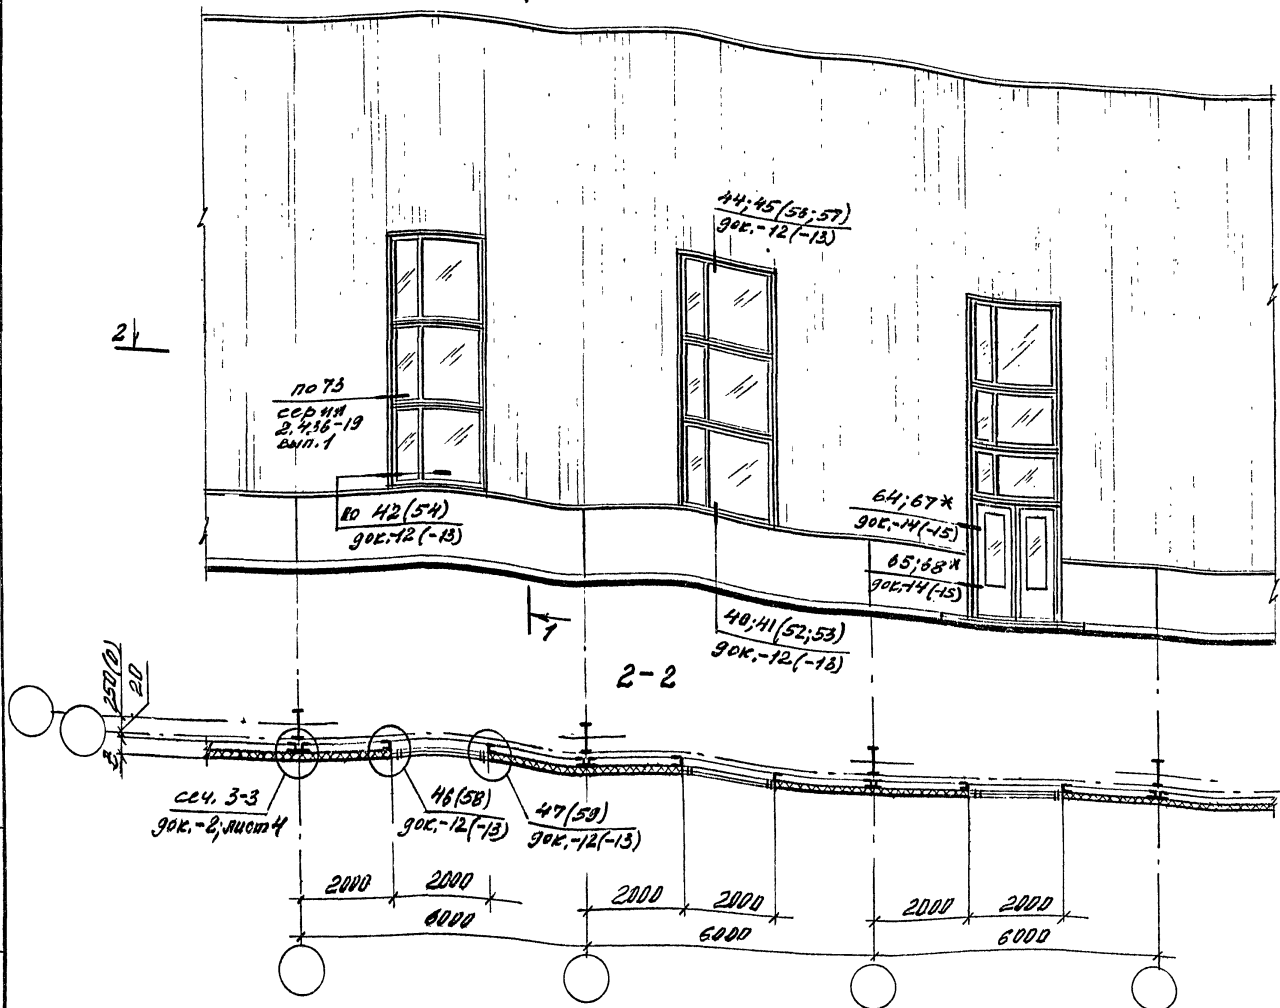 44;45(56;57)
док.-12(-13)
2
по 73
серия
2.436-19
вып. 1
по 42(54)
док.-12(-13)
64;67*
док.-14(-15)
65;68*
док.-14(-15)
1
40;41(52;53)
док.-12(-13)
2-2
250(0)
20
сеч. 3-3
док.-2; лист 4
46(58)
док.-12(-13)
47(59)
док.-12(-13)
2000
2000
2000
2000
2000
2000
6000
6000
6000